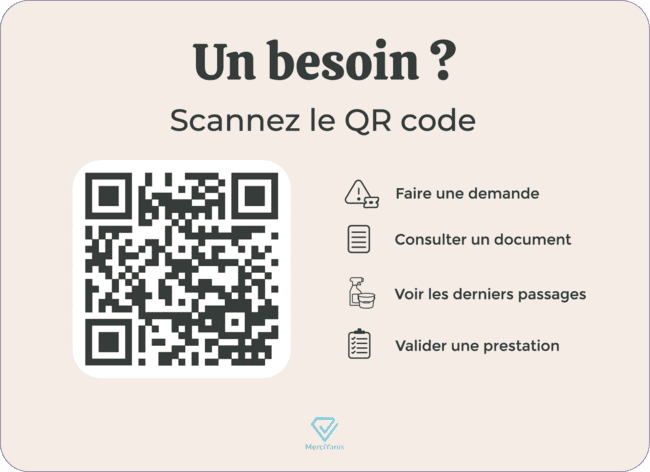 Un besoin ?
Scannez le QR code
Faire une demande
Consulter un document
Voir les derniers passages
Valider une prestation
MerciYanis